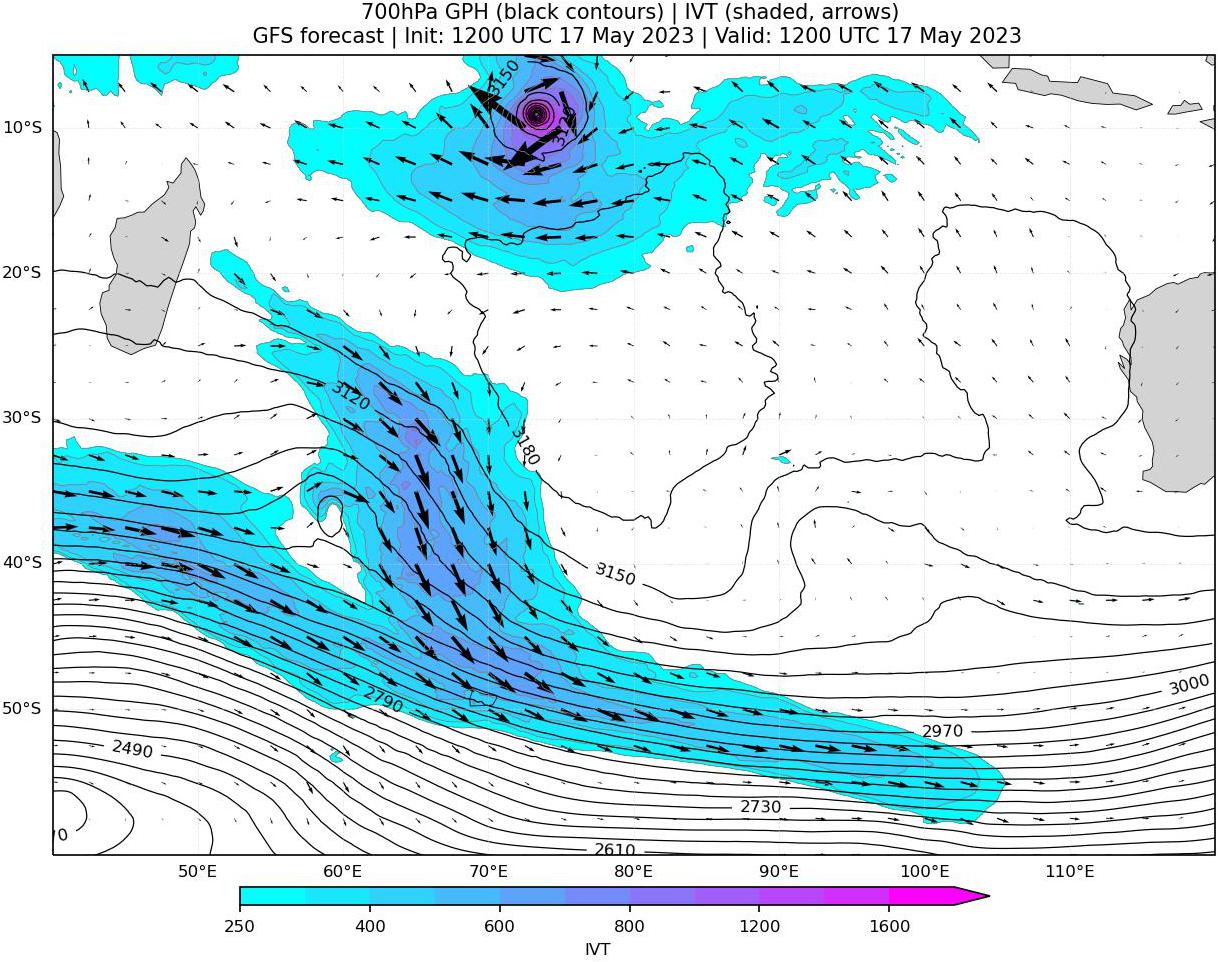 700hPa GPH (black contours) | IVT (shaded, arrows)
GFS forecast | Init: 1200 UTC 17 May 2023 | Valid: 1200 UTC 17 May 2023
3150
10°S
20°S
3120
30°S
3180
40°S
3150
3000
2790
50°S
2970
2490
2730
0
2610
50°E 60°E 70°E 80°E 90°E 100°E 110°E
250 400 600 800 1200 1600
IVT